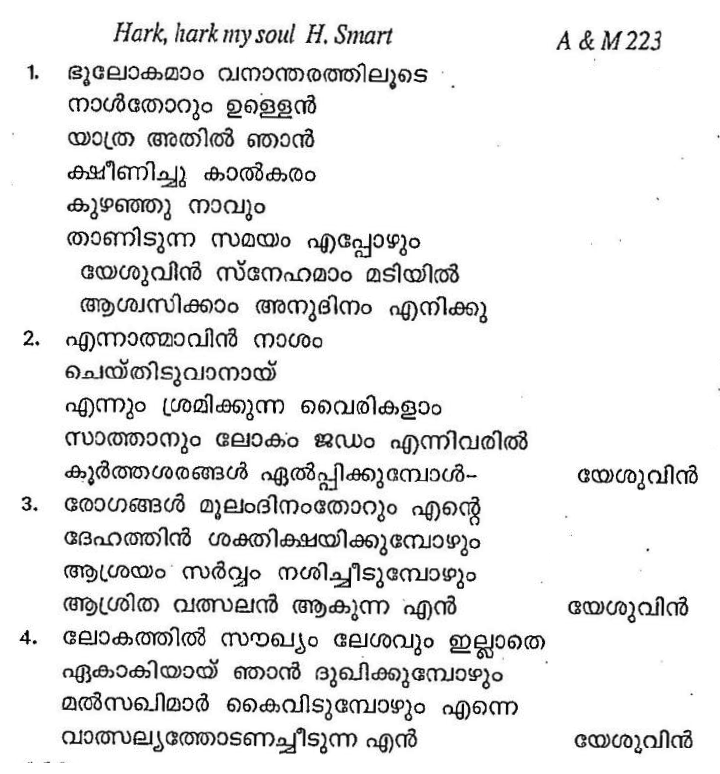 Hark, hark my soul H. Smart A & M 223
1. ഭൂലോകമാം വനാന്തരത്തിലൂടെ
നാൾതോറും ഉള്ളെൻ
യാത്ര അതിൽ ഞാൻ
ക്ഷീണിച്ചു കാൽകരം
കുഴഞ്ഞു നാവും
താണിടുന്ന സമയം എപ്പോഴും
യേശുവിൻ സ്നേഹമാം മടിയിൽ
ആശ്വസിക്കാം അനുദിനം എനിക്കു
2. എന്നാത്മാവിൻ നാശം
ചെയ്തിടുവാനായ്
എന്നും ശ്രമിക്കുന്ന വൈരികളാം
സാത്താനും ലോകം ജഡം എന്നിവരിൽ
കൂർത്തശരങ്ങൾ ഏൽപ്പിക്കുമ്പോൾ- യേശുവിൻ
3. രോഗങ്ങൾ മൂലംദിനംതോറും എന്റെ
ദേഹത്തിൻ ശക്തിക്ഷയിക്കുമ്പോഴും
ആശ്രയം സർവ്വം നശിച്ചീടുമ്പോഴും
ആശ്രിത വത്സലൻ ആകുന്ന എൻ യേശുവിൻ
4. ലോകത്തിൽ സൗഖ്യം ലേശവും ഇല്ലാതെ
ഏകാകിയായ് ഞാൻ ദുഖിക്കുമ്പോഴും
മൽസഖിമാർ കൈവിടുമ്പോഴും എന്നെ
വാത്സല്യത്തോടണച്ചീടുന്ന എൻ യേശുവിൻ